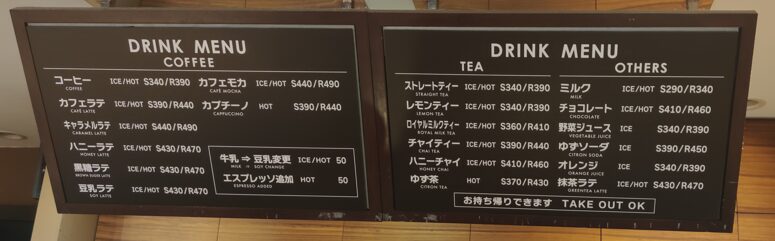 DRINK MENU
COFFEE
コーヒー ICE/HOT S340/R390
COFFEE
カフェラテ ICE/HOT S390/R440
CAFÉ LATTE
キャラメルラテ ICE/HOT S440/R490
CARAMEL LATTE
ハニーラテ ICE/HOT S430/R470
HONEY LATTE
黒糖ラテ ICE/HOT S430/R470
BROWN SUGER LATTE
豆乳ラテ ICE/HOT S430/R470
SOY LATTE
カフェモカ ICE/HOT S440/R490
CAFÉ MOCHA
カプチーノ HOT S390/R440
CAPPUCCINO
牛乳 ⇒ 豆乳変更 ICE/HOT 50
MILK ⇒ SOY CHANGE
エスプレッソ追加 HOT 50
ESPRESSO ADDED
DRINK MENU
TEA
ストレートティー ICE/HOT S340/R390
STRAIGHT TEA
レモンティー ICE/HOT S340/R390
LEMON TEA
ロイヤルミルクティー ICE/HOT S360/R410
ROYAL MILK TEA
チャイティー ICE/HOT S390/R440
CHAI TEA
ハニーチャイ ICE/HOT S410/R460
HONEY CHAI
ゆず茶 HOT S370/R430
CITRON TEA
OTHERS
ミルク ICE/HOT S290/R340
MILK
チョコレート ICE/HOT S410/R460
CHOCOLATE
野菜ジュース ICE S340/R390
VEGETABLE JUICE
ゆずソーダ ICE S390/R450
CITRON SODA
オレンジ ICE S340/R390
ORANGE JUICE
抹茶ラテ ICE/HOT S430/R470
GREENTEA LATTE
お持ち帰りできます TAKE OUT OK